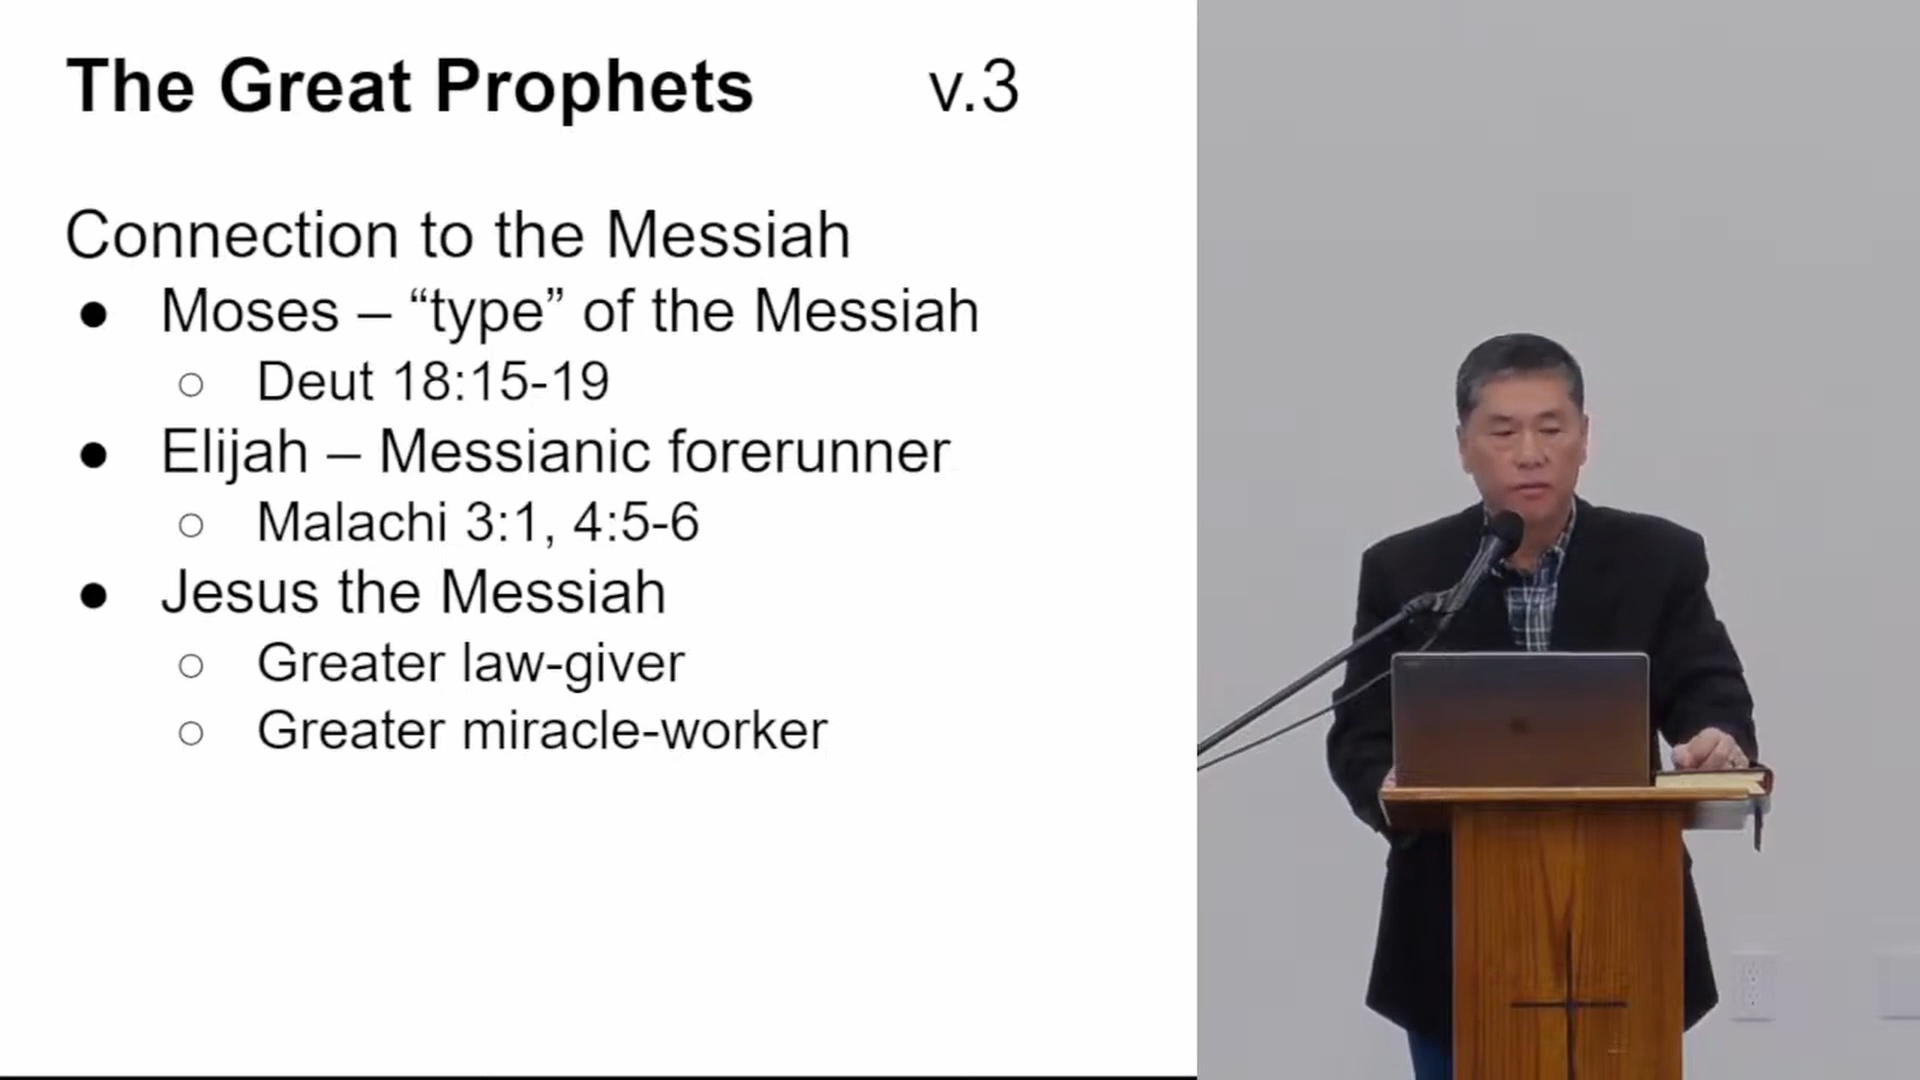 The Great Prophets v.3
Connection to the Messiah
● Moses – “type” of the Messiah
○ Deut 18:15-19
● Elijah – Messianic forerunner
○ Malachi 3:1, 4:5-6
● Jesus the Messiah
○ Greater law-giver
○ Greater miracle-worker